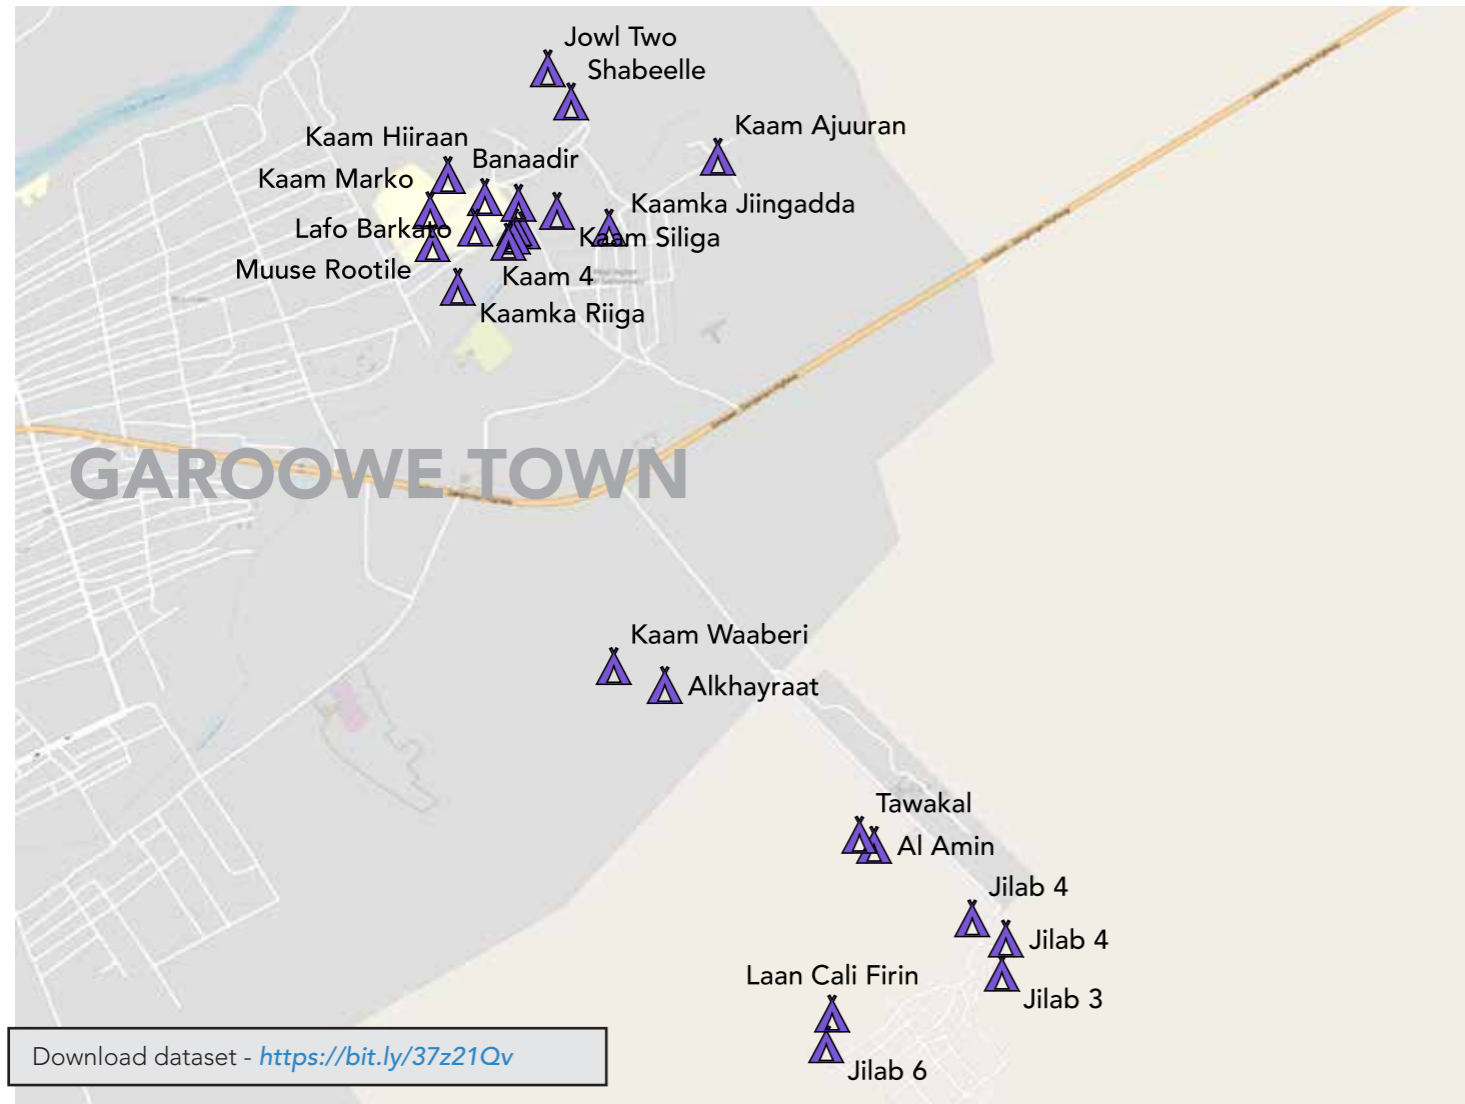 Jowl Two
Shabeelle
Kaam Ajuuran
Kaam Hiiraan
Banaadir
Kaam Marko
Kaamka Jiingadda
Lafo Barkato
Kaam Siliga
Muuse Rootile
Kaam 4
Kaamka Riiga
GAROOWE TOWN
Kaam Waaberi
Alkhayraat
Tawakal
Al Amin
Jilab 4
Jilab 4
Laan Cali Firin
Jilab 3
Download dataset - https://bit.ly/37z21Qv
Jilab 6